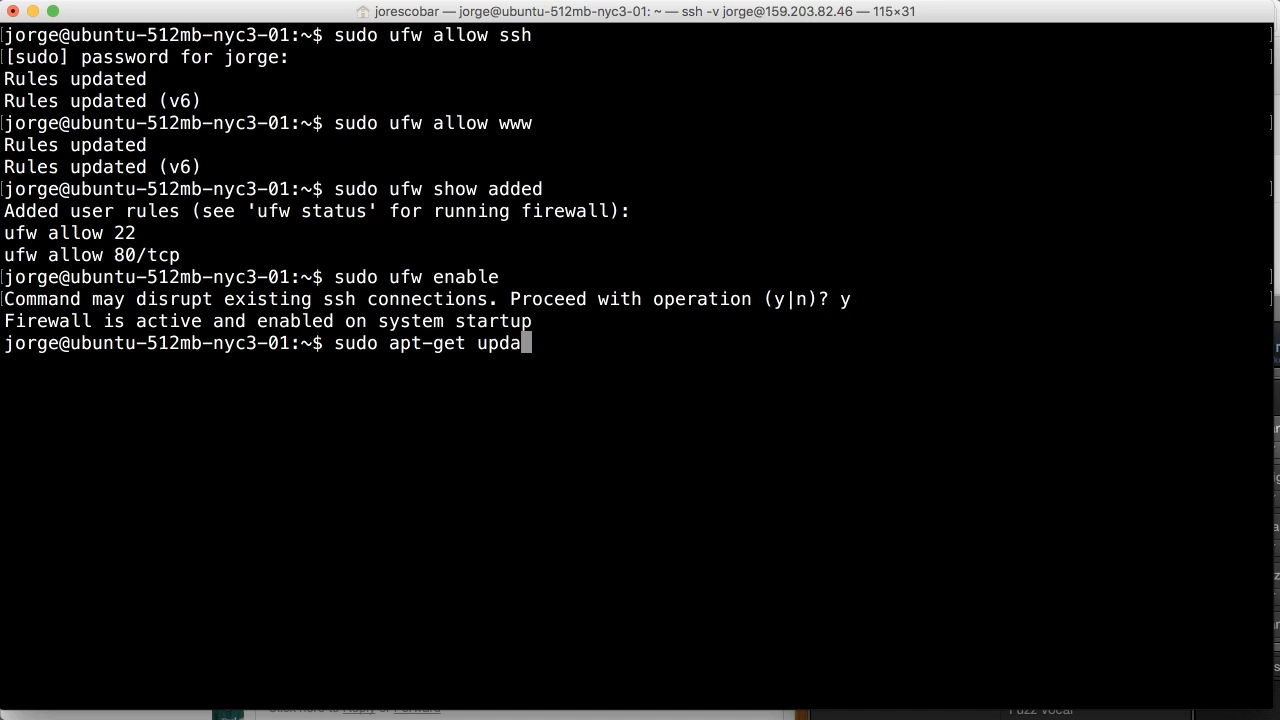 jorescobar — jorge@ubuntu-512mb-nyc3-01: ~ — ssh -v jorge@159.203.82.46 — 115×31
[jorge@ubuntu-512mb-nyc3-01:~$ sudo ufw allow ssh ]
[[sudo] password for jorge: ]
Rules updated
Rules updated (v6)
[jorge@ubuntu-512mb-nyc3-01:~$ sudo ufw allow www ]
Rules updated
Rules updated (v6)
[jorge@ubuntu-512mb-nyc3-01:~$ sudo ufw show added ]
Added user rules (see 'ufw status' for running firewall):
ufw allow 22
ufw allow 80/tcp
[jorge@ubuntu-512mb-nyc3-01:~$ sudo ufw enable ]
[Command may disrupt existing ssh connections. Proceed with operation (y|n)? y ]
Firewall is active and enabled on system startup
jorge@ubuntu-512mb-nyc3-01:~$ sudo apt-get upda